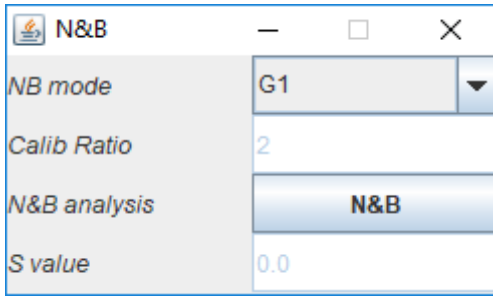 N&B
NB mode G1
Calib Ratio 2
N&B analysis N&B
S value 0.0